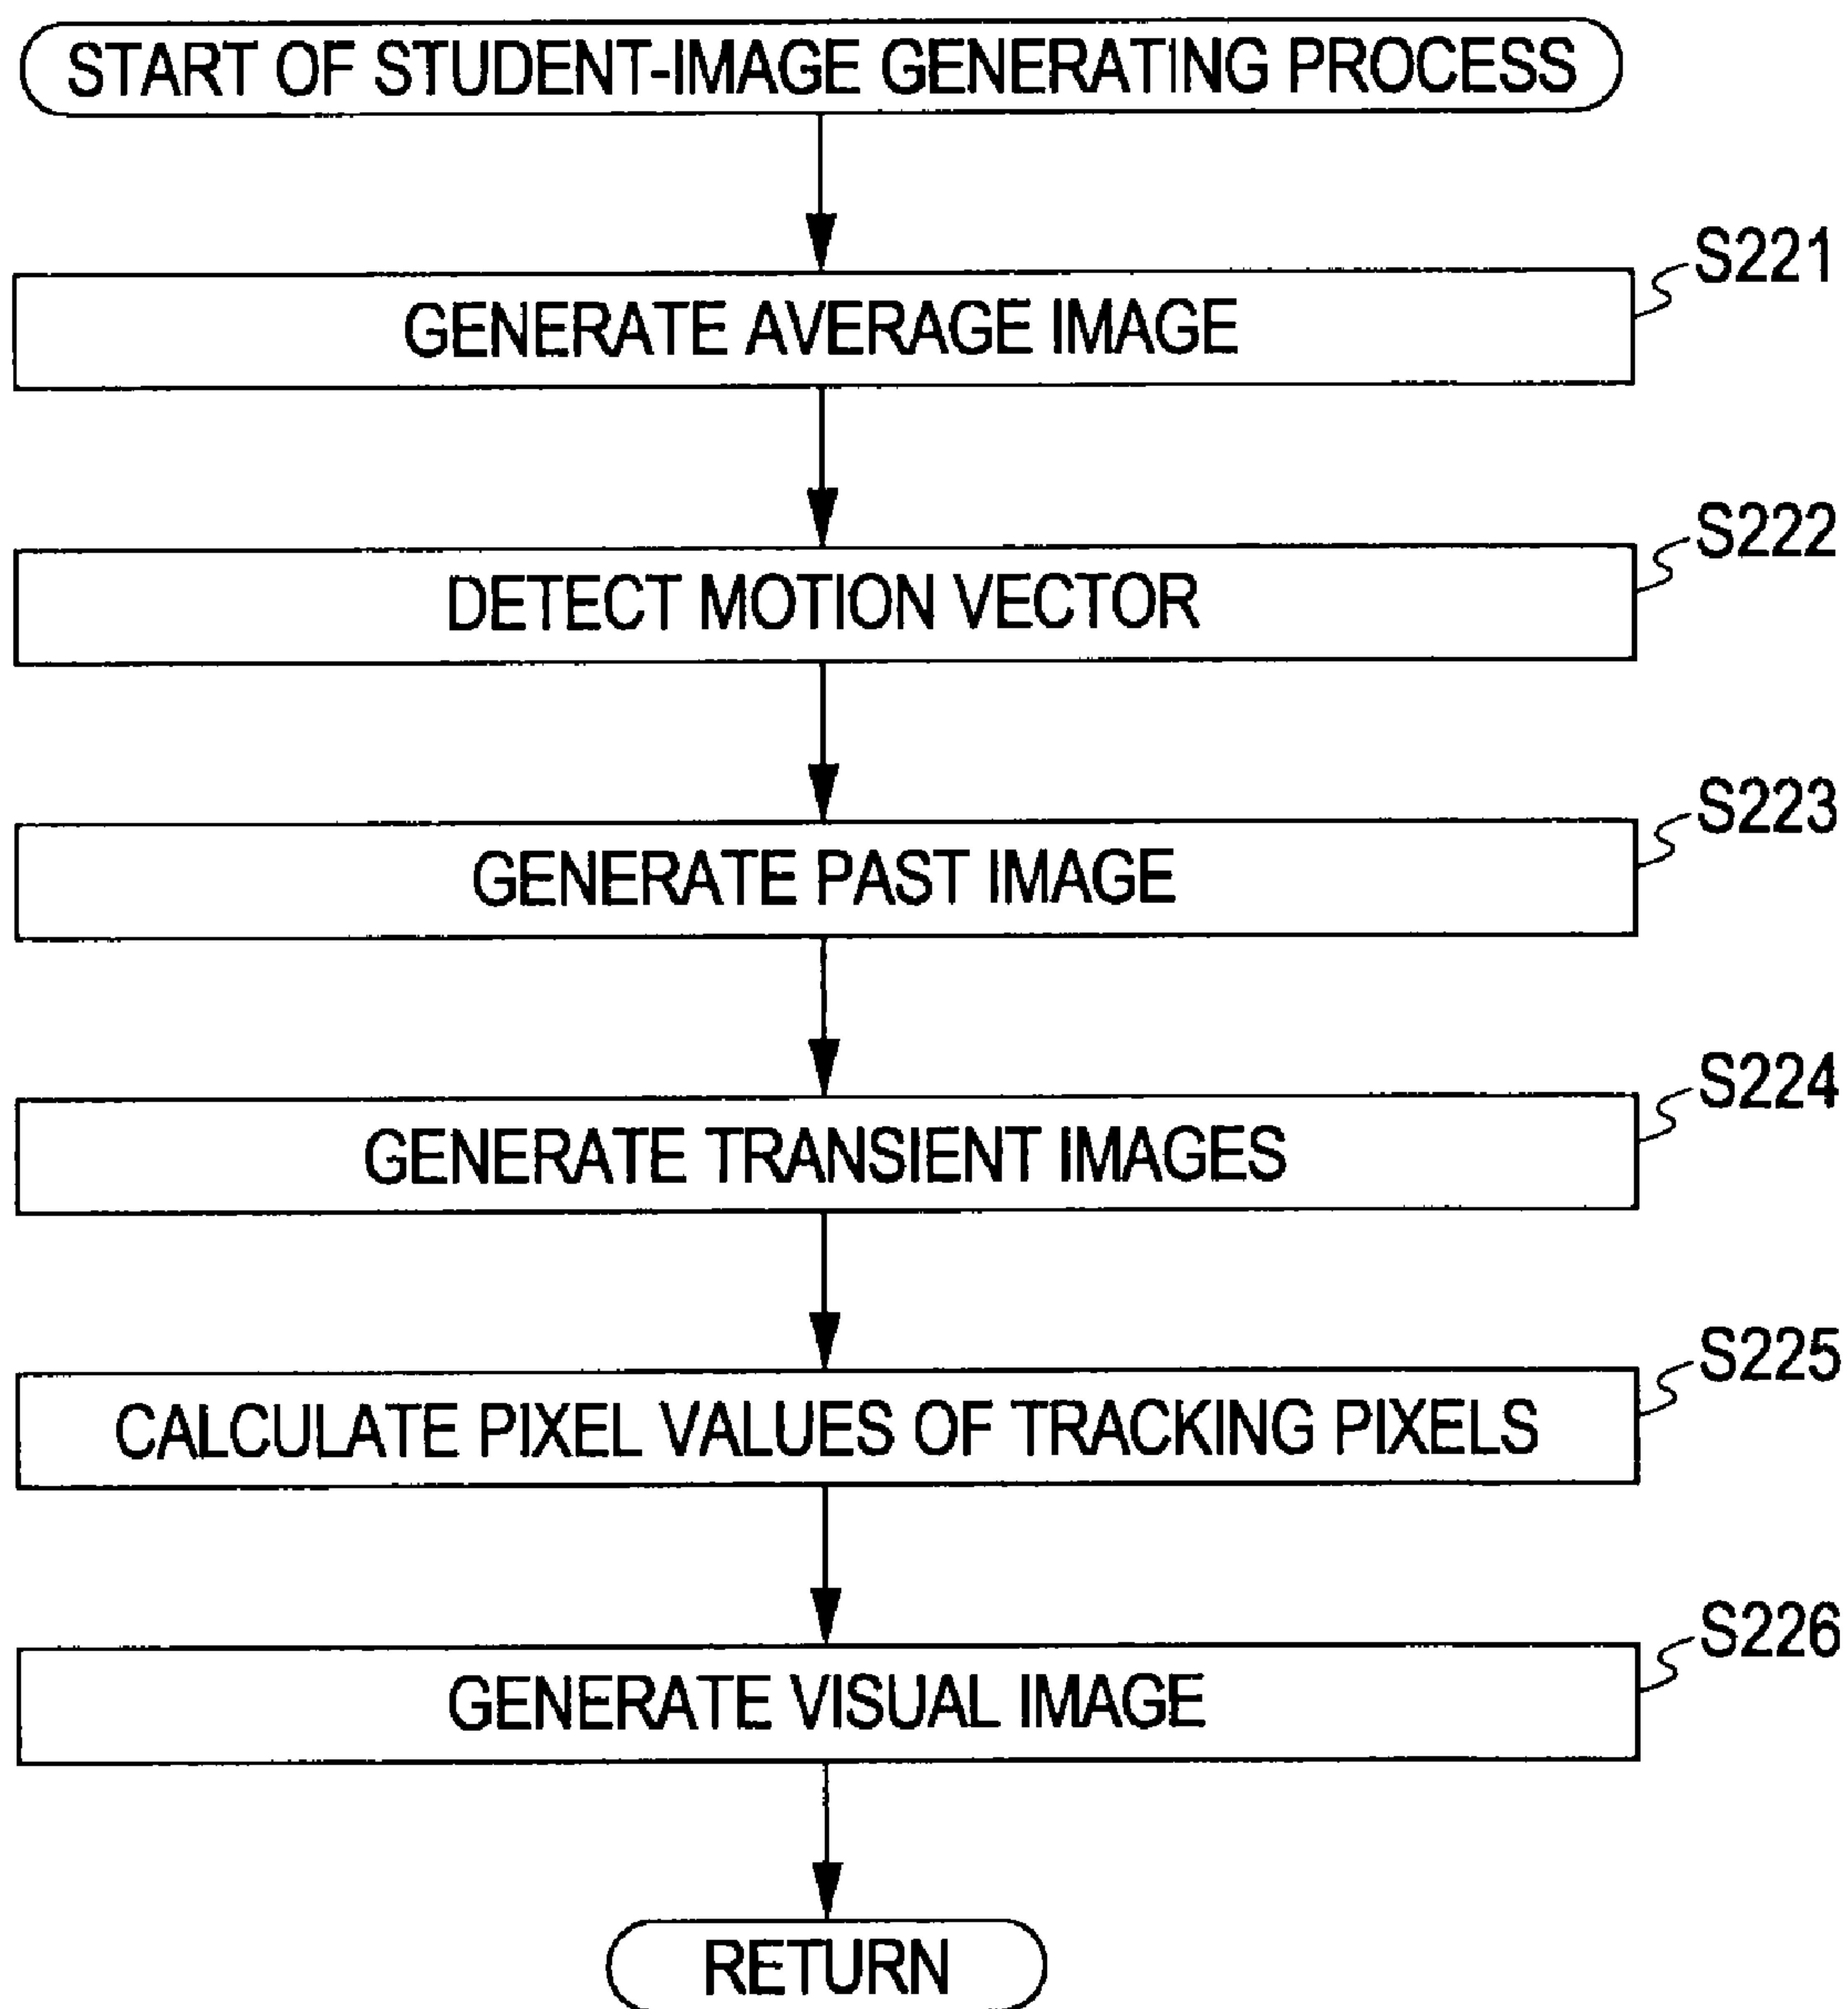 START OF STUDENT-IMAGE GENERATING PROCESS
S221
GENERATE AVERAGE IMAGE
S222
DETECT MOTION VECTOR
S223
GENERATE PAST IMAGE
S224
GENERATE TRANSIENT IMAGES
S225
CALCULATE PIXEL VALUES OF TRACKING PIXELS
S226
GENERATE VISUAL IMAGE
RETURN